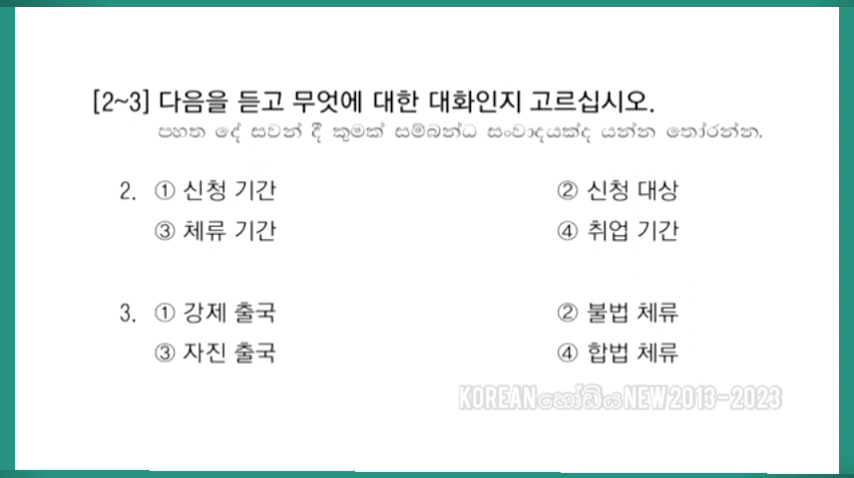 [2~3] 다음을 듣고 무엇에 대한 대화인지 고르십시오.
පහත දේ සවන් දී කුමක් සම්බන්ධ සංවාදයක්ද යන්න තෝරන්න.
2. ① 신청 기간 ② 신청 대상
③ 체류 기간 ④ 취업 기간
3. ① 강제 출국 ② 불법 체류
③ 자진 출국 ④ 합법 체류
KOREAN හෝඩිය NEW 2013-2023